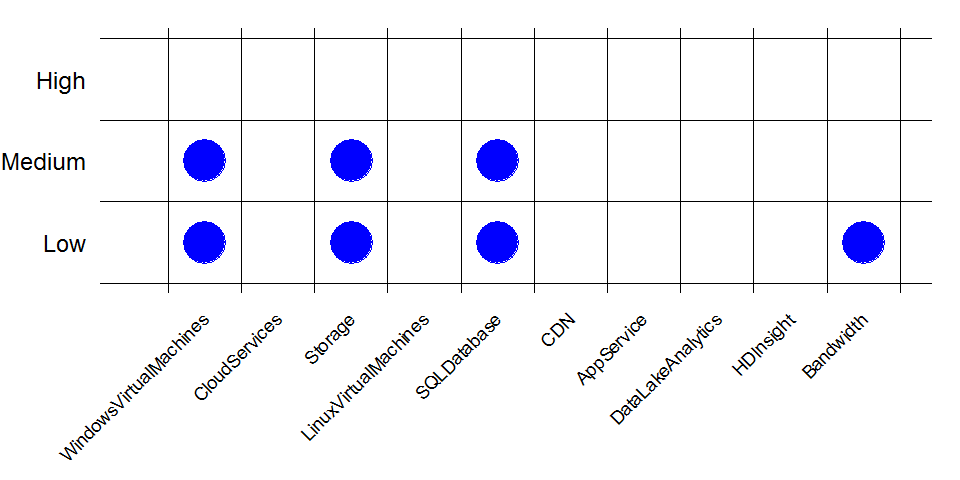 High
Medium
Low
WindowsVirtualMachines
CloudServices
Storage
LinuxVirtualMachines
SQLDatabase
CDN
AppService
DataLakeAnalytics
HDInsight
Bandwidth